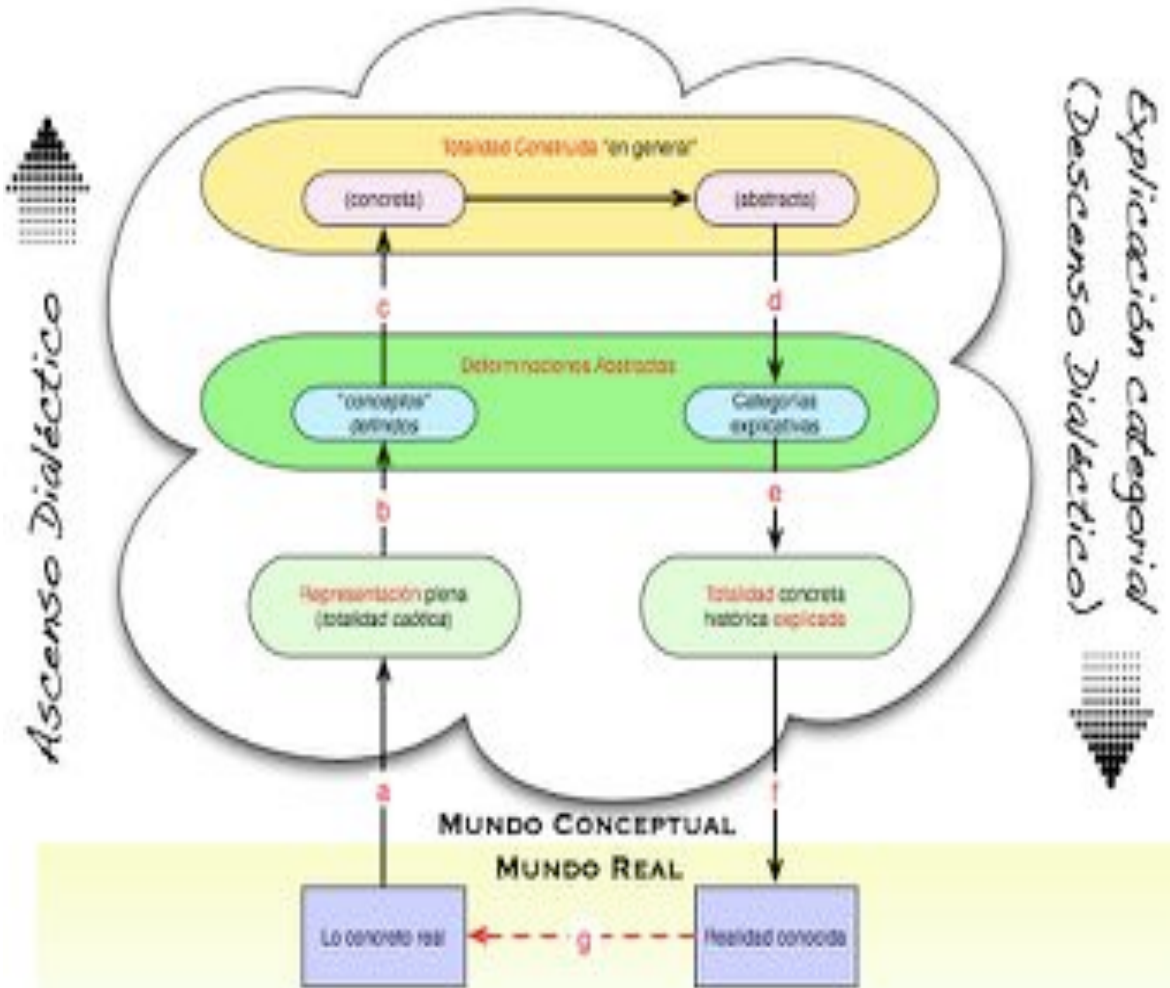 Totalidad Construida "en general"
(concreta)
(abstracta)
c
d
Determinaciones Abstractas
"conceptos"
definidos
Categorías
explicativas
b
e
Representación plena
(totalidad caótica)
Totalidad concreta
histórica explicada
a
f
MUNDO CONCEPTUAL
MUNDO REAL
Lo concreto real
g
Realidad conocida
Ascenso Dialéctico
Explicación categorial
(Descenso Dialéctico)